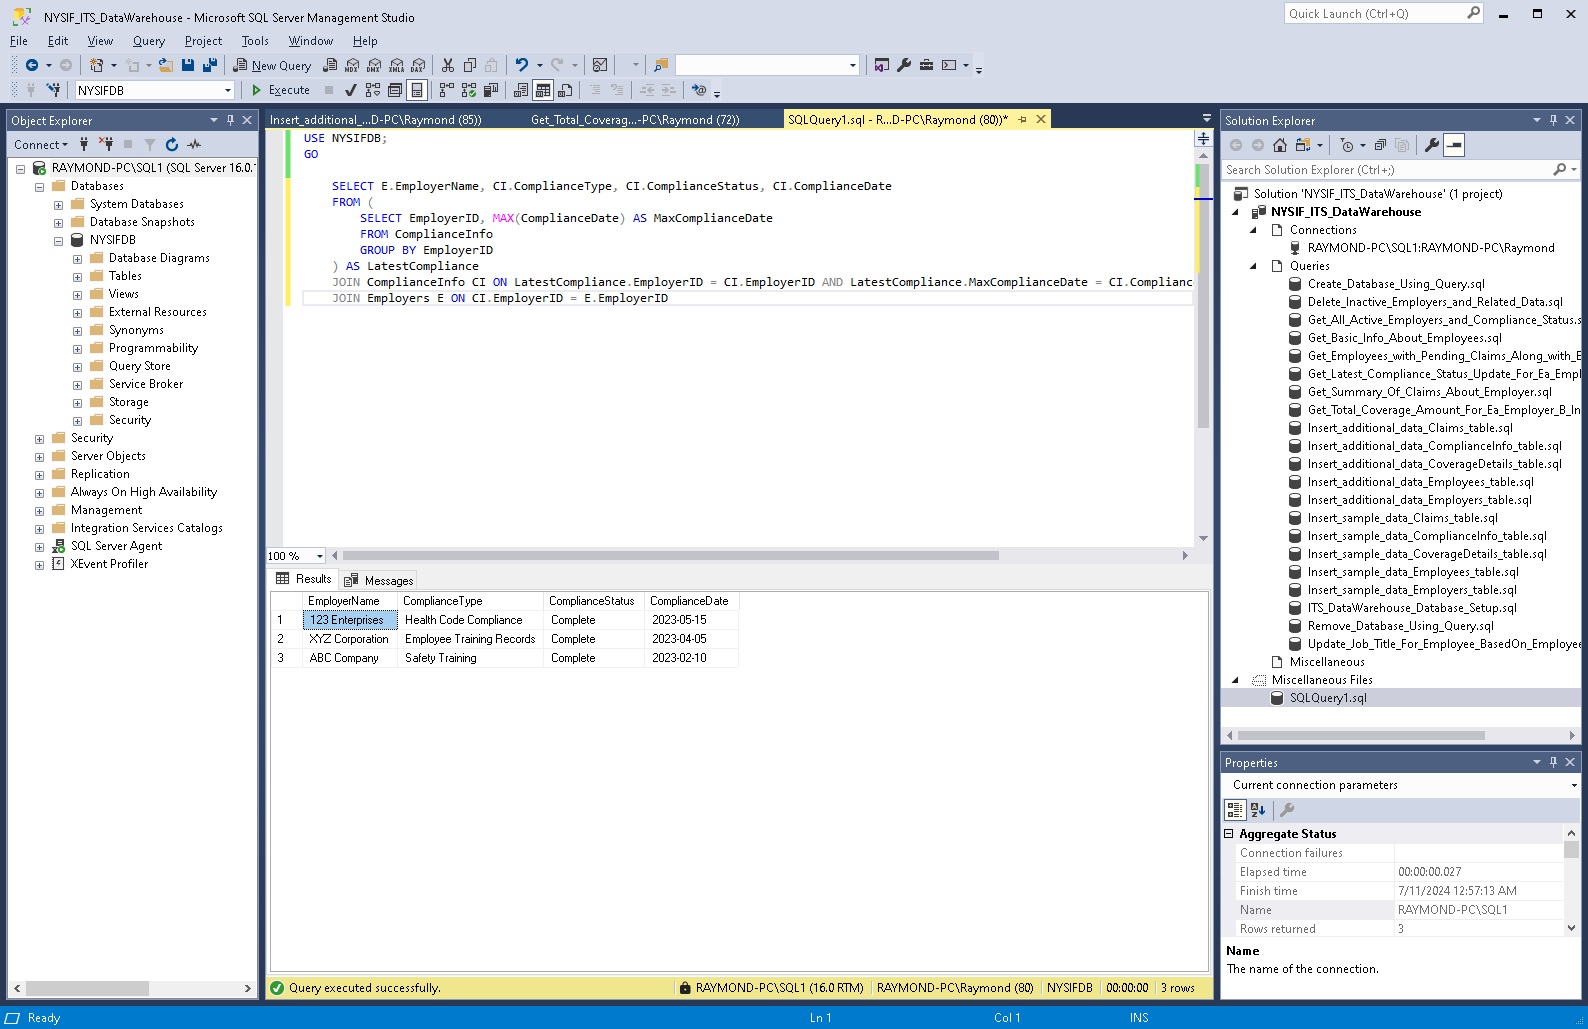 NYSIF_ITS_DataWarehouse - Microsoft SQL Server Management Studio
Quick Launch (Ctrl+Q)
File Edit View Query Project Tools Window Help
New Query MDX DMX XMLA DAX
NYSIFDB Execute
Object Explorer
Connect
RAYMOND-PC\SQL1 (SQL Server 16.0.
Databases
System Databases
Database Snapshots
NYSIFDB
Database Diagrams
Tables
Views
External Resources
Synonyms
Programmability
Query Store
Service Broker
Storage
Security
Security
Server Objects
Replication
Always On High Availability
Management
Integration Services Catalogs
SQL Server Agent
XEvent Profiler
Insert_additional_...D-PC\Raymond (85)) Get_Total_Coverag...-PC\Raymond (72)) SQLQuery1.sql - R...D-PC\Raymond (80))*
USE NYSIFDB;
GO
SELECT E.EmployerName, CI.ComplianceType, CI.ComplianceStatus, CI.ComplianceDate
FROM (
SELECT EmployerID, MAX(ComplianceDate) AS MaxComplianceDate
FROM ComplianceInfo
GROUP BY EmployerID
) AS LatestCompliance
JOIN ComplianceInfo CI ON LatestCompliance.EmployerID = CI.EmployerID AND LatestCompliance.MaxComplianceDate = CI.Complianc
JOIN Employers E ON CI.EmployerID = E.EmployerID
100 %
Results Messages
EmployerName ComplianceType ComplianceStatus ComplianceDate
1 123 Enterprises Health Code Compliance Complete 2023-05-15
2 XYZ Corporation Employee Training Records Complete 2023-04-05
3 ABC Company Safety Training Complete 2023-02-10
Query executed successfully. RAYMOND-PC\SQL1 (16.0 RTM) RAYMOND-PC\Raymond (80) NYSIFDB 00:00:00 3 rows
Solution Explorer
Search Solution Explorer (Ctrl+;)
Solution 'NYSIF_ITS_DataWarehouse' (1 project)
NYSIF_ITS_DataWarehouse
Connections
RAYMOND-PC\SQL1:RAYMOND-PC\Raymond
Queries
Create_Database_Using_Query.sql
Delete_Inactive_Employers_and_Related_Data.sql
Get_All_Active_Employers_and_Compliance_Status.s
Get_Basic_Info_About_Employees.sql
Get_Employees_with_Pending_Claims_Along_with_E
Get_Latest_Compliance_Status_Update_For_Ea_Empl
Get_Summary_Of_Claims_About_Employer.sql
Get_Total_Coverage_Amount_For_Ea_Employer_B_In
Insert_additional_data_Claims_table.sql
Insert_additional_data_ComplianceInfo_table.sql
Insert_additional_data_CoverageDetails_table.sql
Insert_additional_data_Employees_table.sql
Insert_additional_data_Employers_table.sql
Insert_sample_data_Claims_table.sql
Insert_sample_data_ComplianceInfo_table.sql
Insert_sample_data_CoverageDetails_table.sql
Insert_sample_data_Employees_table.sql
Insert_sample_data_Employers_table.sql
ITS_DataWarehouse_Database_Setup.sql
Remove_Database_Using_Query.sql
Update_Job_Title_For_Employee_BasedOn_Employee
Miscellaneous
Miscellaneous Files
SQLQuery1.sql
Properties
Current connection parameters
Aggregate Status
Connection failures
Elapsed time 00:00:00.027
Finish time 7/11/2024 12:57:13 AM
Name RAYMOND-PC\SQL1
Rows returned 3
Name
The name of the connection.
Ready Ln 1 Col 1 INS